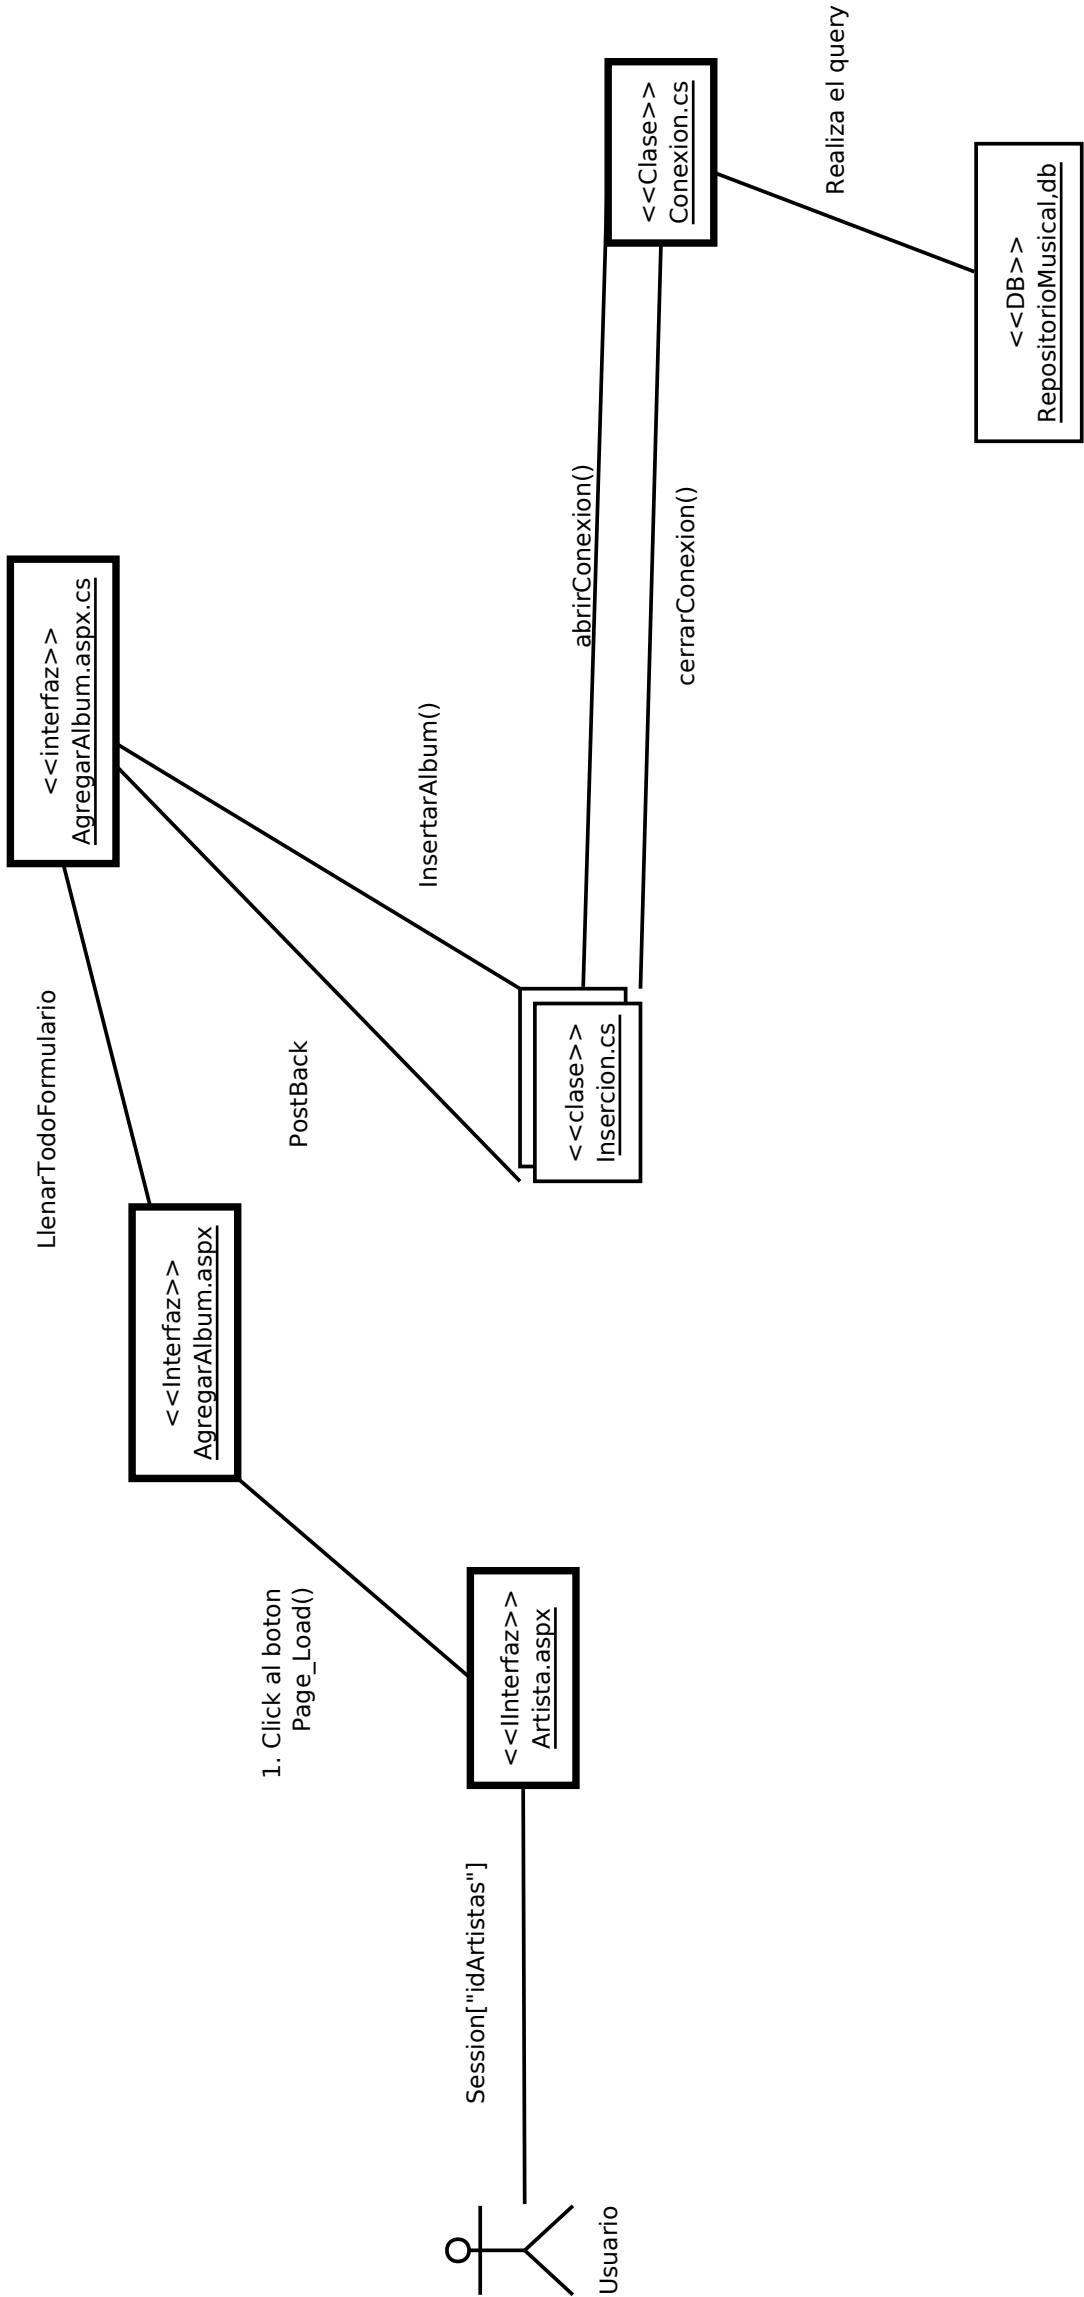 Usuario
Session["idArtistas"]
<<IInterfaz>>
Artista.aspx
1. Click al boton
Page_Load()
<<Interfaz>>
AgregarAlbum.aspx
LlenarTodoFormulario
<<interfaz>>
AgregarAlbum.aspx.cs
PostBack
InsertarAlbum()
<<clase>>
Insercion.cs
abrirConexion()
cerrarConexion()
<<Clase>>
Conexion.cs
Realiza el query
<<DB>>
RepositorioMusical,db